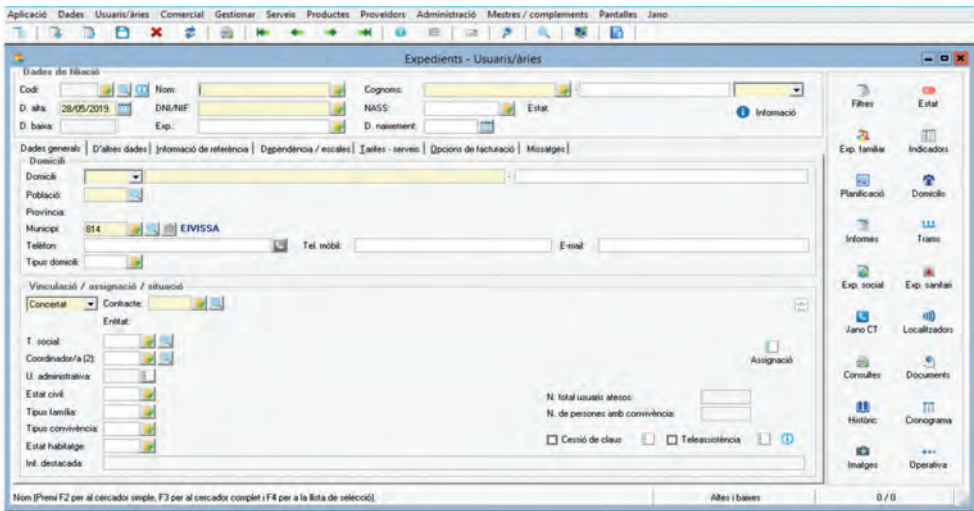 Aplicació Dades Usuaris/àries Comercial Gestionar Serveis Productes Proveïdors Administració Mestres / complements Pantalles Jano
Expedients - Usuaris/àries
Dades de filiació
Codi: Nom: Cognoms: -
D. alta: 28/05/2019 DNI/NIF: NASS: Estat: Informació
D. baixa: Exp.: D. naixement:
Dades generals D'altres dades Informació de referència Dependència / escales Tarifes - serveis Opcions de facturació Missatges
Domicili
Domicili: -
Població:
Província:
Municipi: 814 EIVISSA
Telèfon: Tel. mòbil: E-mail:
Tipus domicili:
Vinculació / assignació / situació
Concertat Contracte:
Entitat:
T. social:
Coordinador/a (2):
Assignació
U. administrativa:
Estat civil: N. total usuaris atesos:
Tipus família: N. de persones amb convivència:
Tipus convivència:
Estat habitatge: Cessió de claus Teleassistència
Inf. destacada:
Filtres Estat
Exp. familiar Indicadors
Planificació Domicilis
Informes Trams
Exp. social Exp. sanitari
Jano CT Localitzadors
Consultes Documents
Històric Cronograma
Imatges Operativa
Nom (Premi F2 per al cercador simple, F3 per al cercador complet i F4 per a la llista de selecció). Altes i baixes 0 / 0